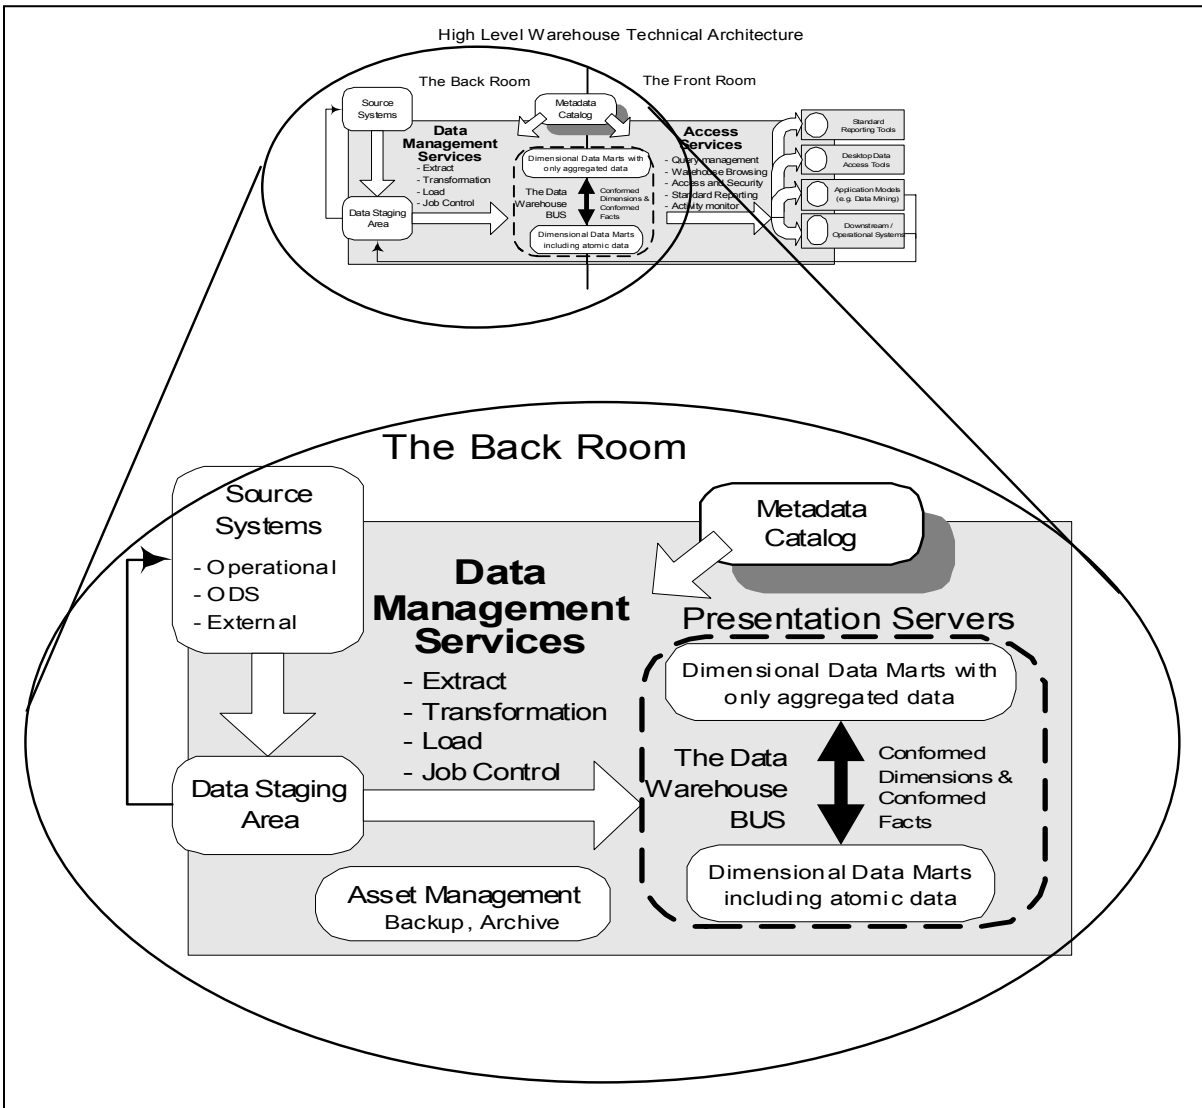 High Level Warehouse Technical Architecture
The Back Room
The Front Room
Source
Systems
Metadata
Catalog
Data
Management
Services
- Extract
- Transformation
- Load
- Job Control
Data Staging
Area
Dimensional Data Marts with
only aggregated data
The Data
Warehouse
BUS
Conformed
Dimensions &
Conformed
Facts
Dimensional Data Marts
including atomic data
Access
Services
- Query management
- Warehouse Browsing
- Access and Security
- Standard Reporting
- Activity monitor
Standard
Reporting Tools
Desktop Data
Access Tools
Application Models
(e.g. Data Mining)
Downstream /
Operational Systems
The Back Room
Source
Systems
- Operational
- ODS
- External
Metadata
Catalog
Data
Management
Services
- Extract
- Transformation
- Load
- Job Control
Presentation Servers
Dimensional Data Marts with
only aggregated data
The Data
Warehouse
BUS
Conformed
Dimensions &
Conformed
Facts
Data Staging
Area
Dimensional Data Marts
including atomic data
Asset Management
Backup, Archive